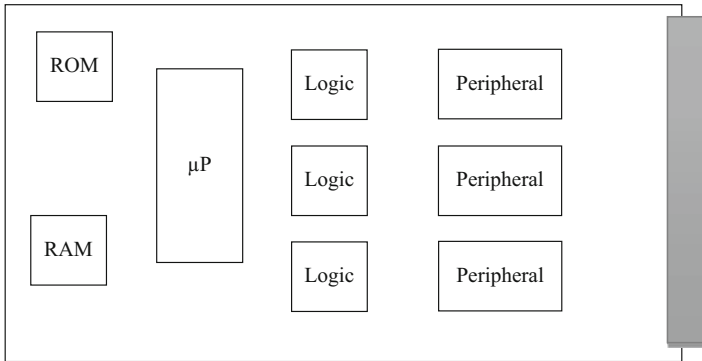 ROM
RAM
µP
Logic
Logic
Logic
Peripheral
Peripheral
Peripheral